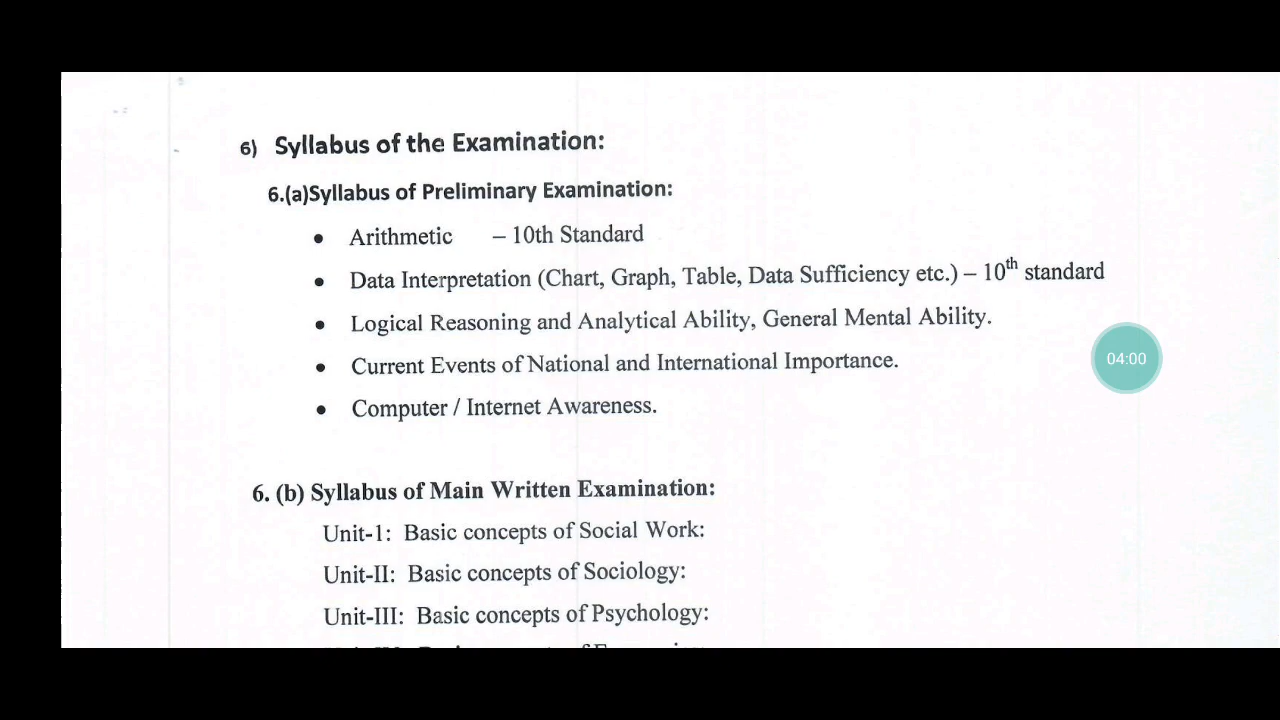 6) Syllabus of the Examination:
6.(a)Syllabus of Preliminary Examination:
• Arithmetic – 10th Standard
• Data Interpretation (Chart, Graph, Table, Data Sufficiency etc.) – 10th standard
• Logical Reasoning and Analytical Ability, General Mental Ability.
• Current Events of National and International Importance.
04:00
• Computer / Internet Awareness.
6. (b) Syllabus of Main Written Examination:
Unit-1: Basic concepts of Social Work:
Unit-II: Basic concepts of Sociology:
Unit-III: Basic concepts of Psychology: